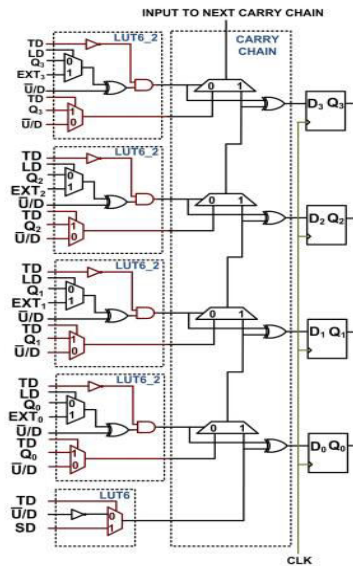 INPUT TO NEXT CARRY CHAIN
CARRY
CHAIN
LUT6_2
TD
LD
Q3
0
1
EXT3
U̅/D
TD
Q3
1
0
U̅/D
0 1
D3 Q3
LUT6_2
TD
LD
Q2
0
1
EXT2
U̅/D
TD
Q2
1
0
U̅/D
0 1
D2 Q2
LUT6_2
TD
LD
Q1
0
1
EXT1
U̅/D
TD
Q1
1
0
U̅/D
0 1
D1 Q1
LUT6_2
TD
LD
Q0
0
1
EXT0
U̅/D
TD
Q0
1
0
U̅/D
0 1
D0 Q0
LUT6
TD
U̅/D
0
1
SD
CLK